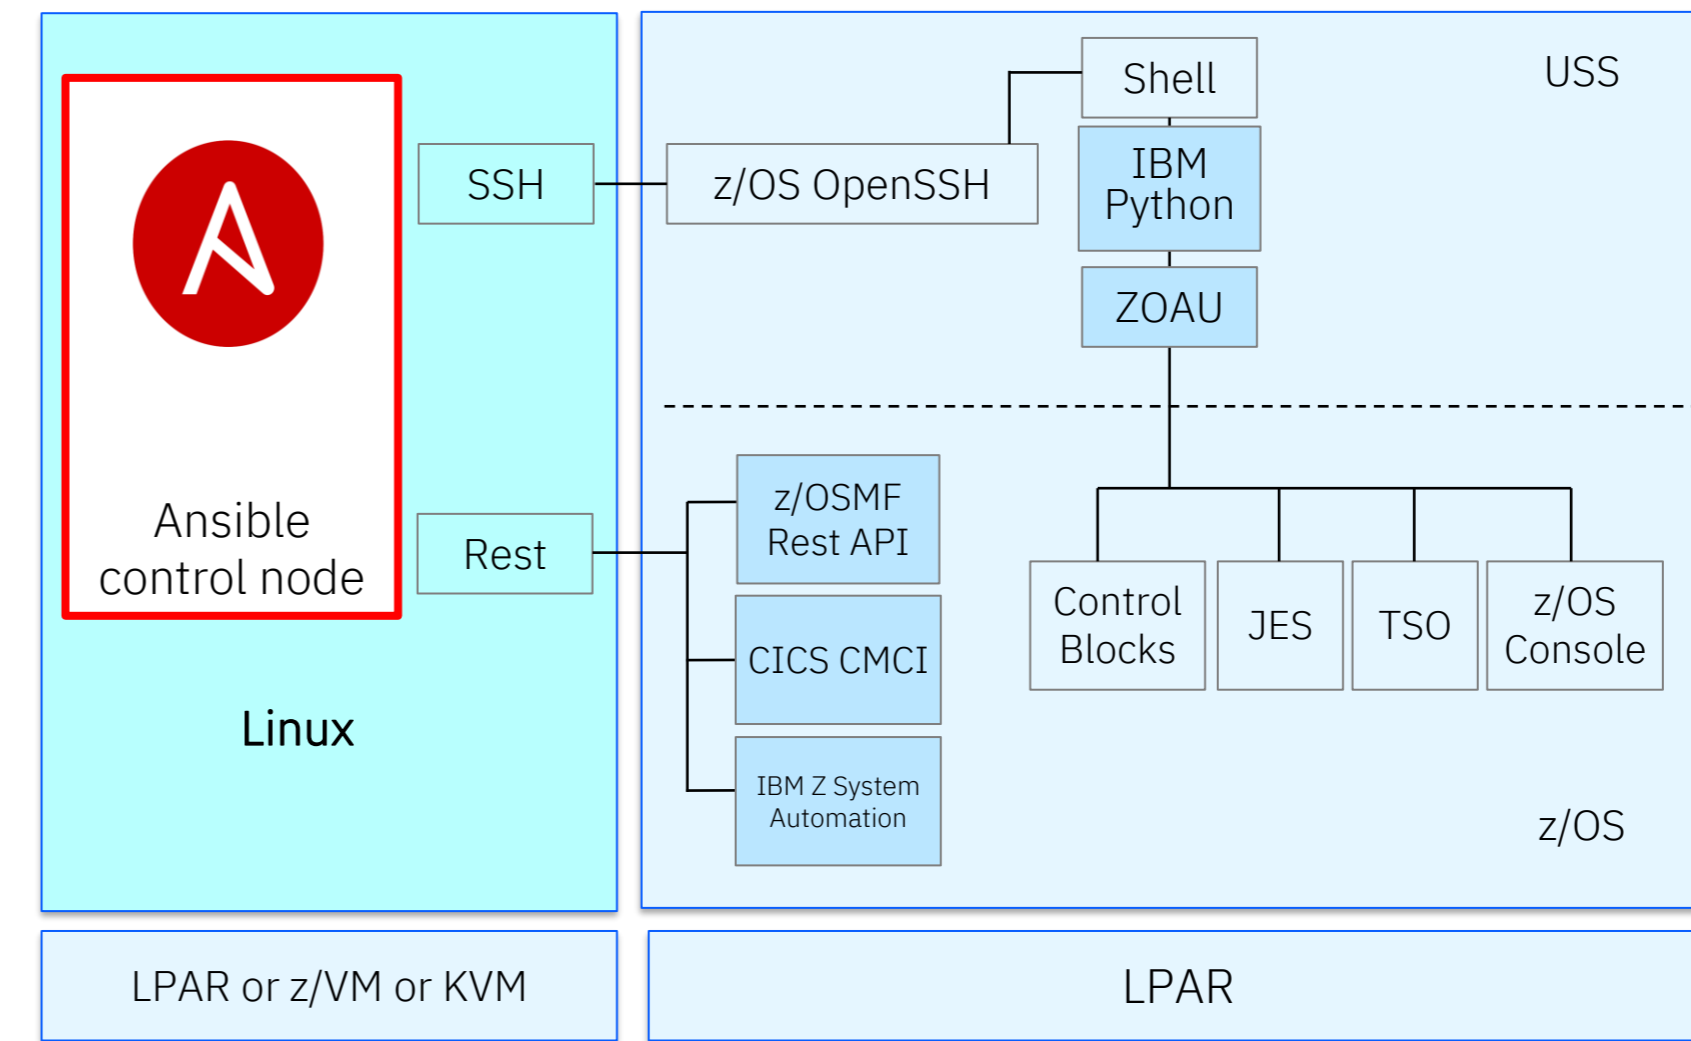 Ansible
control node
Linux
SSH
Rest
z/OS OpenSSH
Shell
IBM
Python
ZOAU
USS
z/OSMF
Rest API
CICS CMCI
IBM Z System
Automation
Control
Blocks
JES
TSO
z/OS
Console
z/OS
LPAR or z/VM or KVM
LPAR